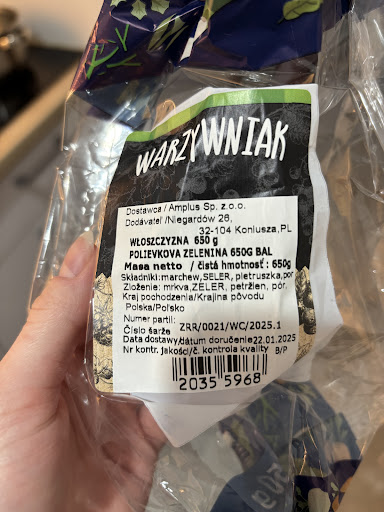 WARZYWNIAK
Dostawca / Amplus Sp. z.o.o.
Dodávateľ /Niegardów 26,
32-104 Koniusza,PL
WŁOSZCZYZNA 650 g
POLIEVKOVA ZELENINA 650G BAL
Masa netto / čistá hmotnosť : 650g
Składniki:marchew,SELER, pietruszka,por
Zloženie: mrkva,ZELER, petržlen, pór.
Kraj pochodzenia/Krajina pôvodu
Polska/Poľsko
Numer partii:
Číslo šarže ZRR/0021/WC/2025.1
Data dostawy/dátum doručenie22.01.2025
Nr kontr. jakości/č. kontrola kvality B/P
2035 5968